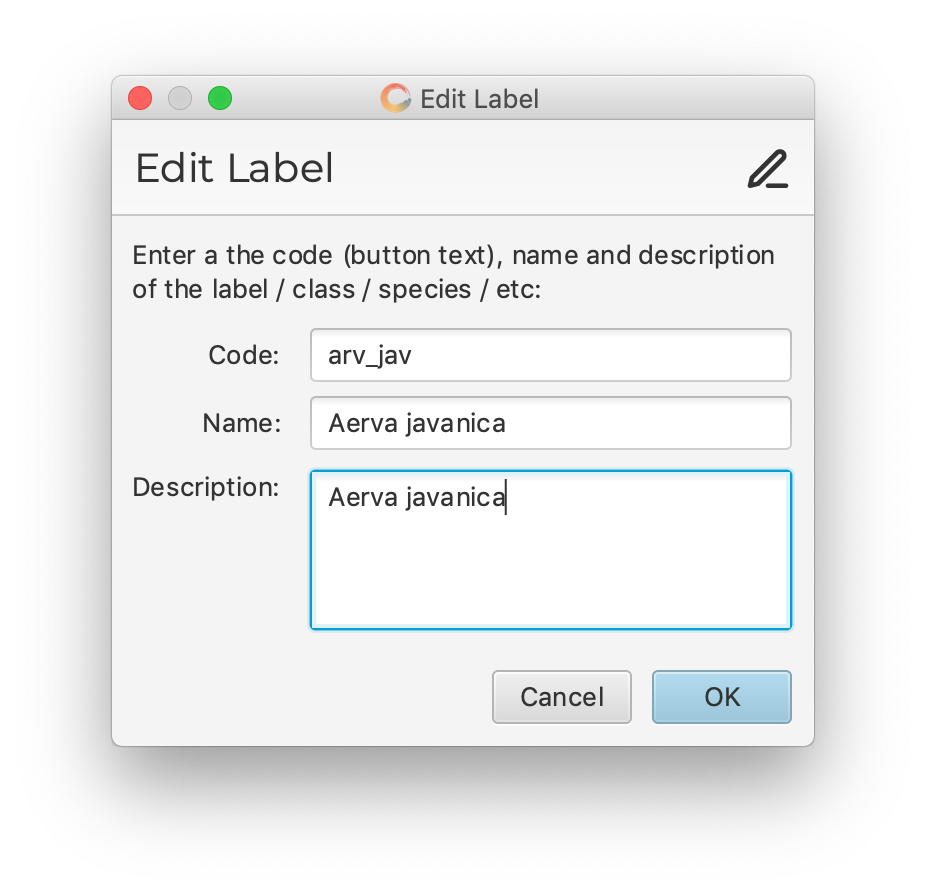 Edit Label
Edit Label
Enter a the code (button text), name and description
of the label / class / species / etc:
Code: arv_jav
Name: Aerva javanica
Description: Aerva javanica
Cancel OK